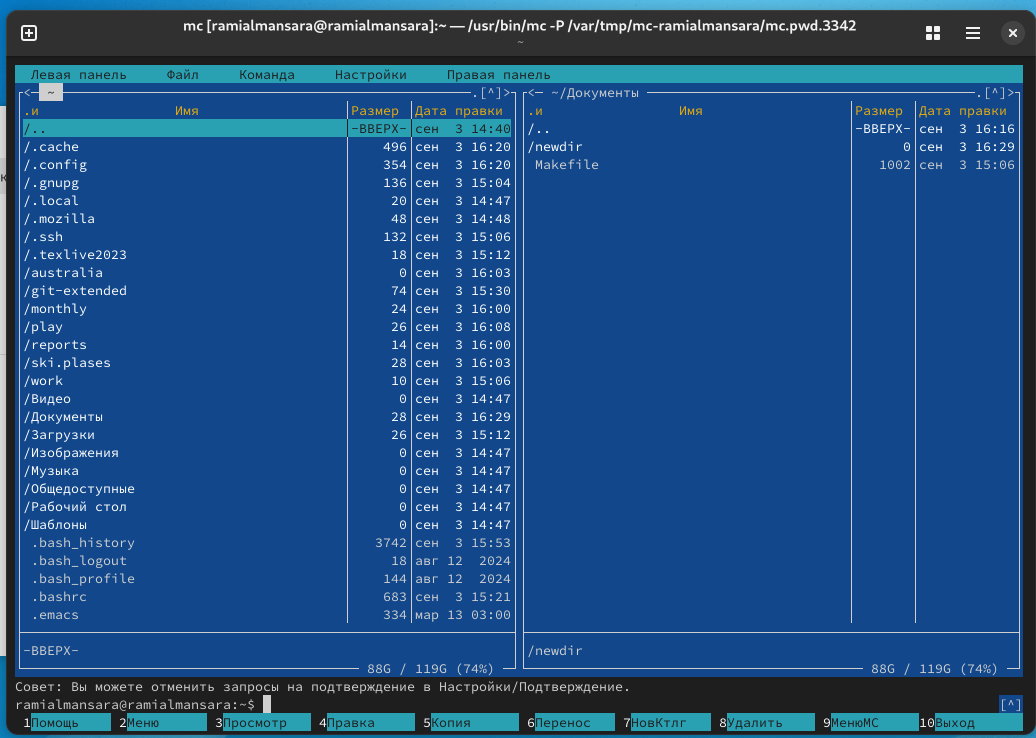 mc [ramialmansara@ramialmansara]:~ — /usr/bin/mc -P /var/tmp/mc-ramialmansara/mc.pwd.3342
~
Левая панель Файл Команда Настройки Правая панель
<─ ~ .[^]> <─ ~/Документы .[^]>
.и Имя Размер Дата правки .и Имя Размер Дата правки
/.. -ВВЕРХ- сен 3 14:40 /.. -ВВЕРХ- сен 3 16:16
/.cache 496 сен 3 16:20 /newdir 0 сен 3 16:29
/.config 354 сен 3 16:20 Makefile 1002 сен 3 15:06
/.gnupg 136 сен 3 15:04
/.local 20 сен 3 14:47
/.mozilla 48 сен 3 14:48
/.ssh 132 сен 3 15:06
/.texlive2023 18 сен 3 15:12
/australia 0 сен 3 16:03
/git-extended 74 сен 3 15:30
/monthly 24 сен 3 16:00
/play 26 сен 3 16:08
/reports 14 сен 3 16:00
/ski.plases 28 сен 3 16:03
/work 10 сен 3 15:06
/Видео 0 сен 3 14:47
/Документы 28 сен 3 16:29
/Загрузки 26 сен 3 15:12
/Изображения 0 сен 3 14:47
/Музыка 0 сен 3 14:47
/Общедоступные 0 сен 3 14:47
/Рабочий стол 0 сен 3 14:47
/Шаблоны 0 сен 3 14:47
.bash_history 3742 сен 3 15:53
.bash_logout 18 авг 12 2024
.bash_profile 144 авг 12 2024
.bashrc 683 сен 3 15:21
.emacs 334 мар 13 03:00
-ВВЕРХ- /newdir
88G / 119G (74%) 88G / 119G (74%)
Совет: Вы можете отменить запросы на подтверждение в Настройки/Подтверждение.
ramialmansara@ramialmansara:~$ [^]
1Помощь 2Меню 3Просмотр 4Правка 5Копия 6Перенос 7НовКтлг 8Удалить 9МенюМС 10Выход